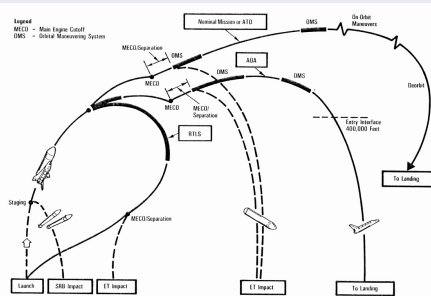 Legend
MECO - Main Engine Cutoff
OMS - Orbital Maneuvering System
Nominal Mission or ATO
OMS
On-Orbit
Maneuvers
MECO/Separation
OMS
MECO
OMS
AOA
OMS
MECO
MECO/
Separation
Deorbit
Entry Interface
400,000 Feet
RTLS
To Landing
Staging
MECO/Separation
Launch
SRB Impact
ET Impact
ET Impact
To Landing